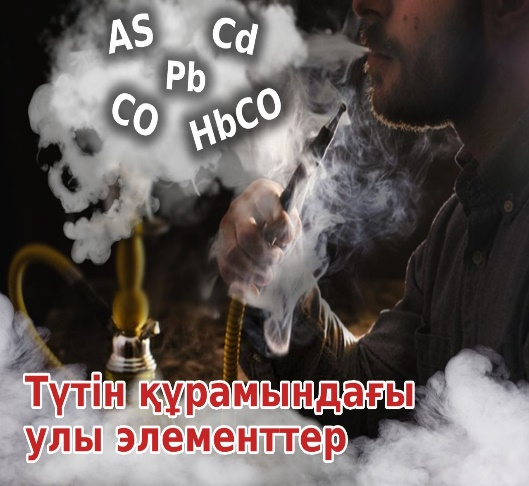 AS
Cd
Pb
CO
HbCO
Түтін құрамындағы
улы элементтер